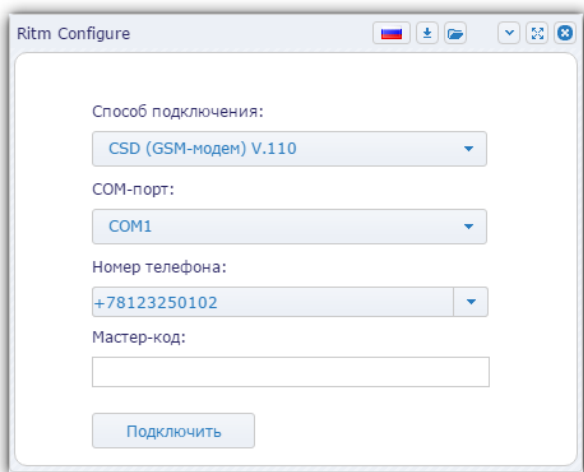 Ritm Configure
Способ подключения:
CSD (GSM-модем) V.110
COM-порт:
COM1
Номер телефона:
+78123250102
Мастер-код:
Подключить